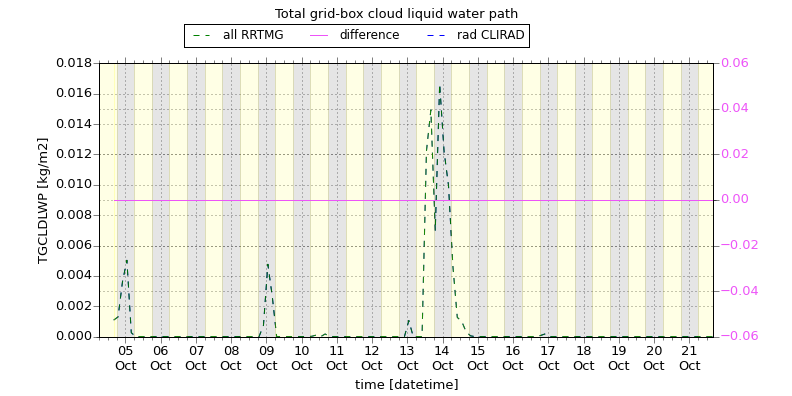 Total grid-box cloud liquid water path
all RRTMG difference rad CLIRAD
0.018 0.06
0.016
0.04
0.014
0.012 0.02
0.010
0.00
0.008
0.006 −0.02
0.004
−0.04
0.002
0.000 −0.06
TGCLDLWP [kg/m2]
05 06 07 08 09 10 11 12 13 14 15 16 17 18 19 20 21
Oct Oct Oct Oct Oct Oct Oct Oct Oct Oct Oct Oct Oct Oct Oct Oct Oct
time [datetime]